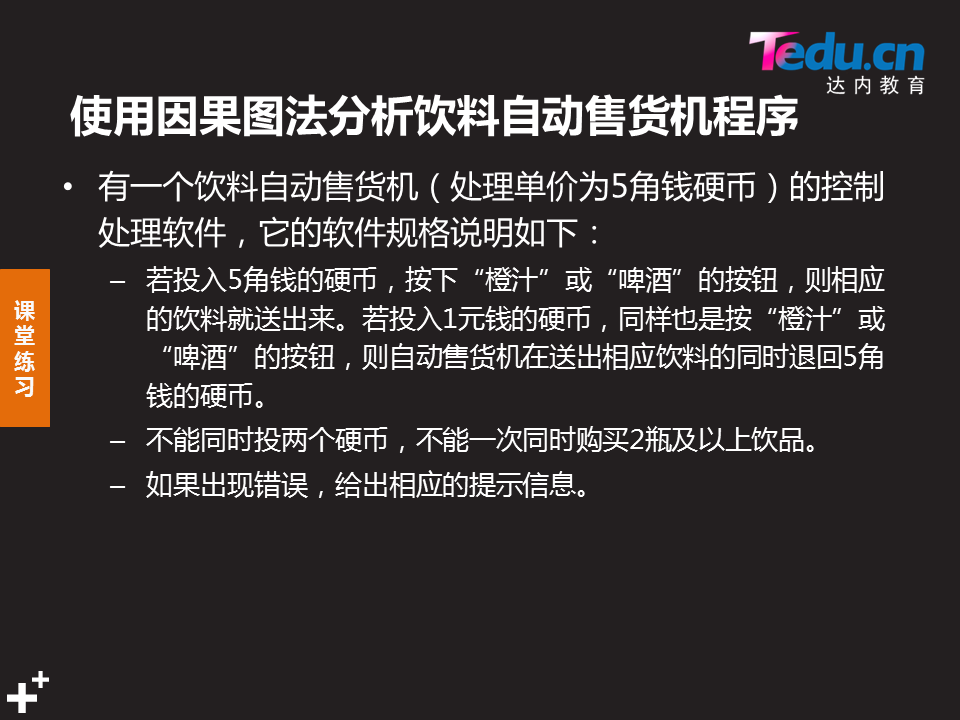 Tedu.cn
达内教育
使用因果图法分析饮料自动售货机程序
• 有一个饮料自动售货机（处理单价为5角钱硬币）的控制
处理软件，它的软件规格说明如下：
– 若投入5角钱的硬币，按下“橙汁”或“啤酒”的按钮，则相应
的饮料就送出来。若投入1元钱的硬币，同样也是按“橙汁”或
“啤酒”的按钮，则自动售货机在送出相应饮料的同时退回5角
钱的硬币。
– 不能同时投两个硬币，不能一次同时购买2瓶及以上饮品。
– 如果出现错误，给出相应的提示信息。
课
堂
练
习